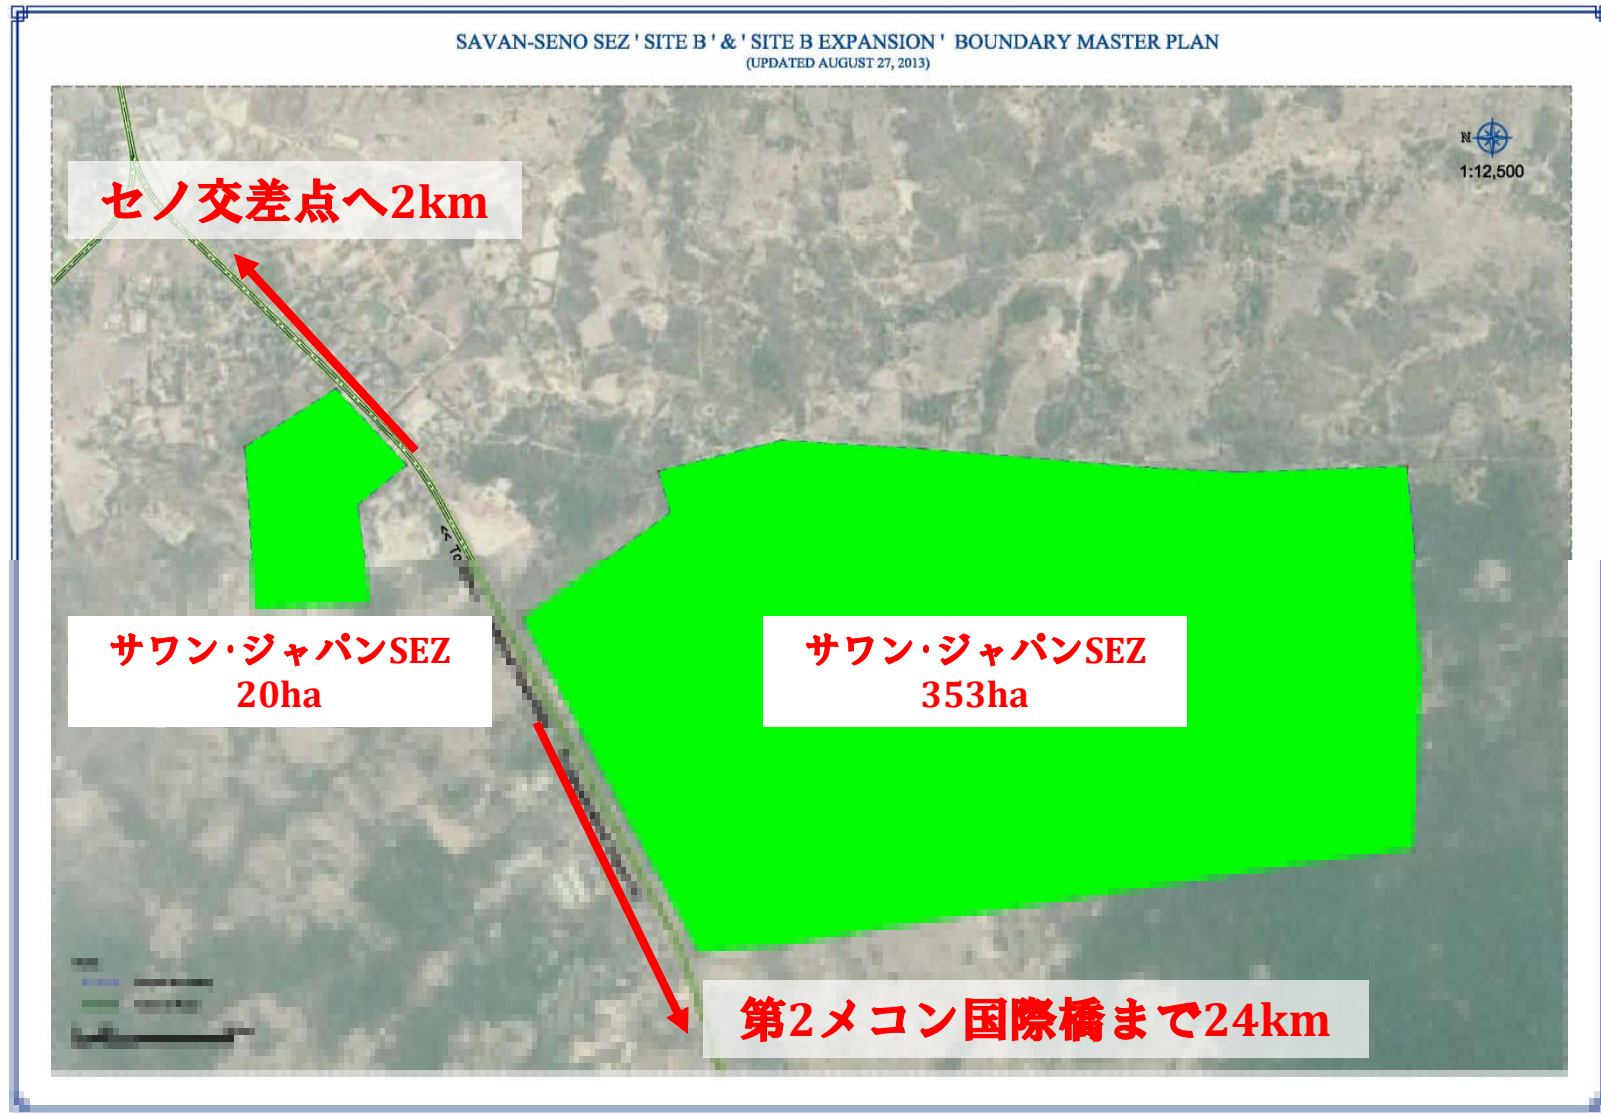 SAVAN-SENO SEZ ' SITE B ' & ' SITE B EXPANSION ' BOUNDARY MASTER PLAN
(UPDATED AUGUST 27, 2013)
N
1:12,500
セノ交差点へ2km
<< To
サワン・ジャパンSEZ
20ha
サワン・ジャパンSEZ
353ha
第2メコン国際橋まで24km